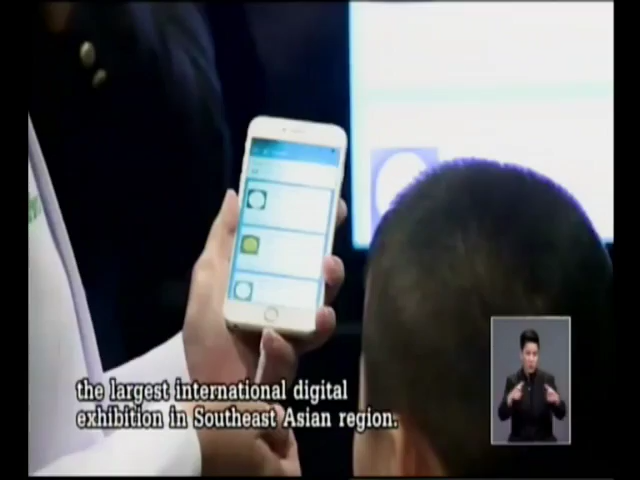 the largest international digital
exhibition in Southeast Asian region.